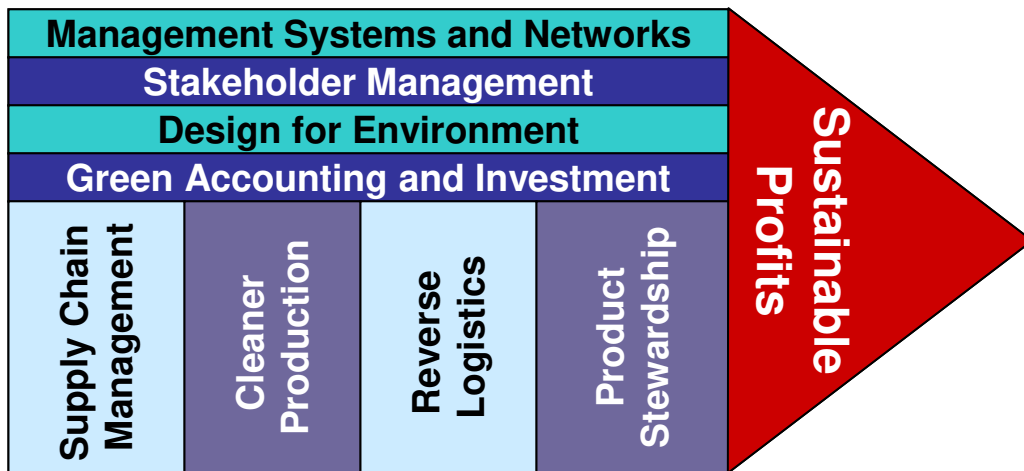 Management Systems and Networks
Stakeholder Management
Design for Environment
Green Accounting and Investment
Supply Chain
Management
Cleaner
Production
Reverse
Logistics
Product
Stewardship
Sustainable
Profits